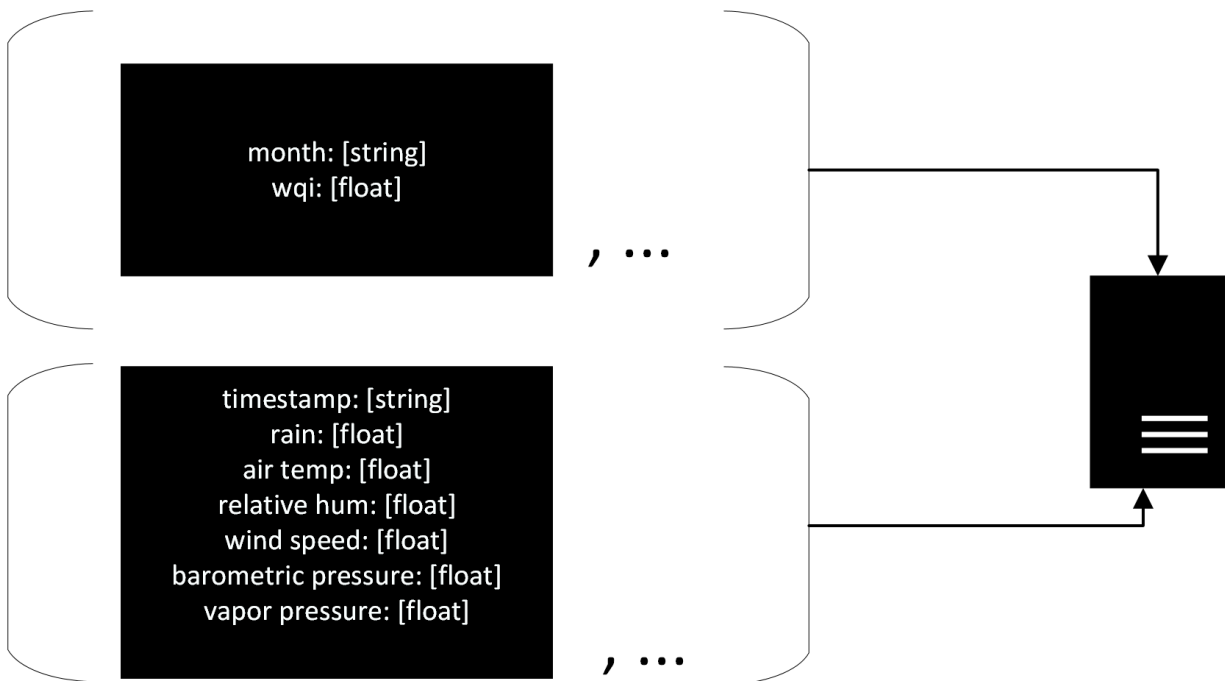 month: [string]
wqi: [float]
, ...
timestamp: [string]
rain: [float]
air temp: [float]
relative hum: [float]
wind speed: [float]
barometric pressure: [float]
vapor pressure: [float]
, ...